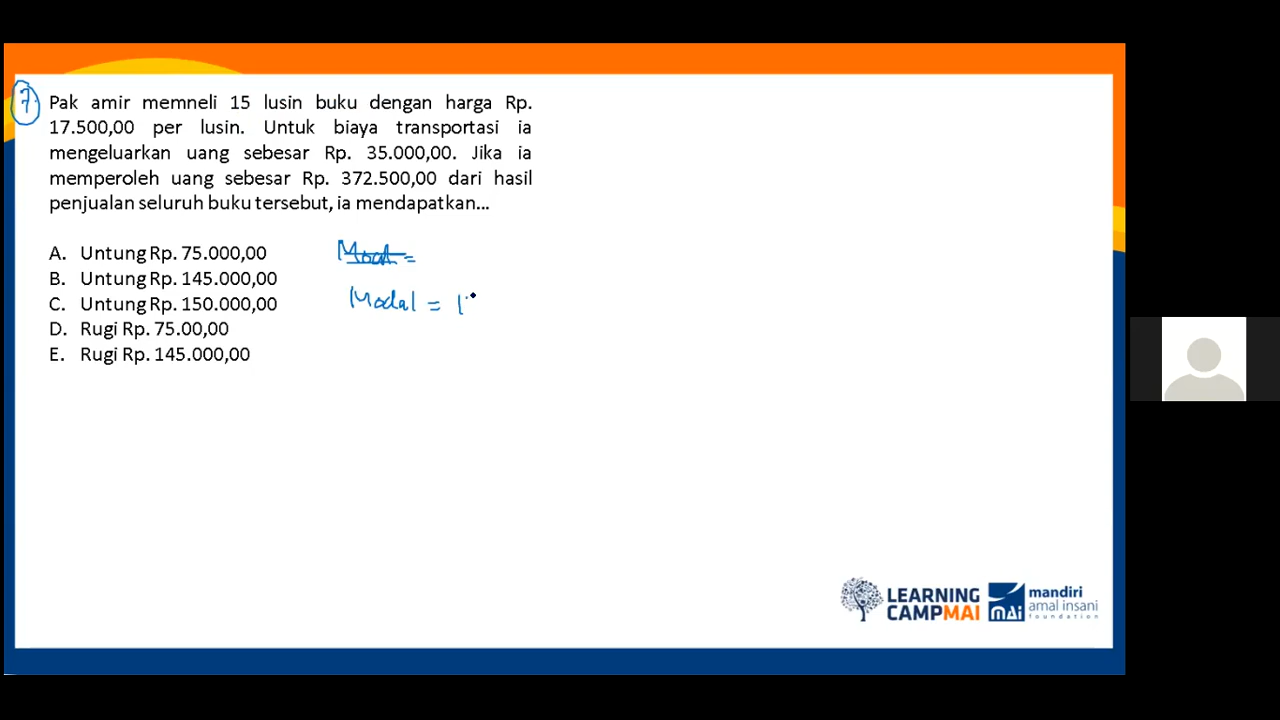 7.
Pak amir memneli 15 lusin buku dengan harga Rp.
17.500,00 per lusin. Untuk biaya transportasi ia
mengeluarkan uang sebesar Rp. 35.000,00. Jika ia
memperoleh uang sebesar Rp. 372.500,00 dari hasil
penjualan seluruh buku tersebut, ia mendapatkan...
A. Untung Rp. 75.000,00
B. Untung Rp. 145.000,00
C. Untung Rp. 150.000,00
D. Rugi Rp. 75.00,00
E. Rugi Rp. 145.000,00
Modal =
LEARNING
CAMPMAI
MAI
mandiri
amal insani
foundation